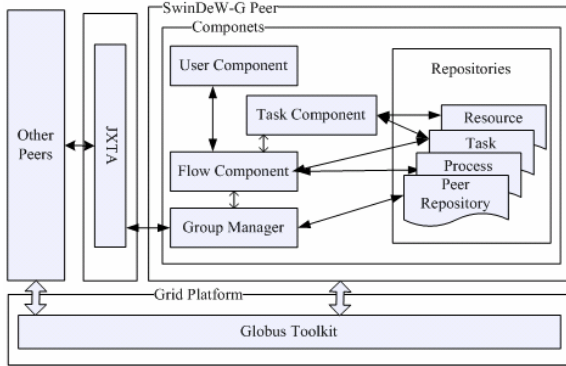 SwinDeW-G Peer
Componets
User Component
Repositories
Task Component
Resource
Other
Peers
JXTA
Task
Flow Component
Process
Peer
Repository
Group Manager
Grid Platform
Globus Toolkit